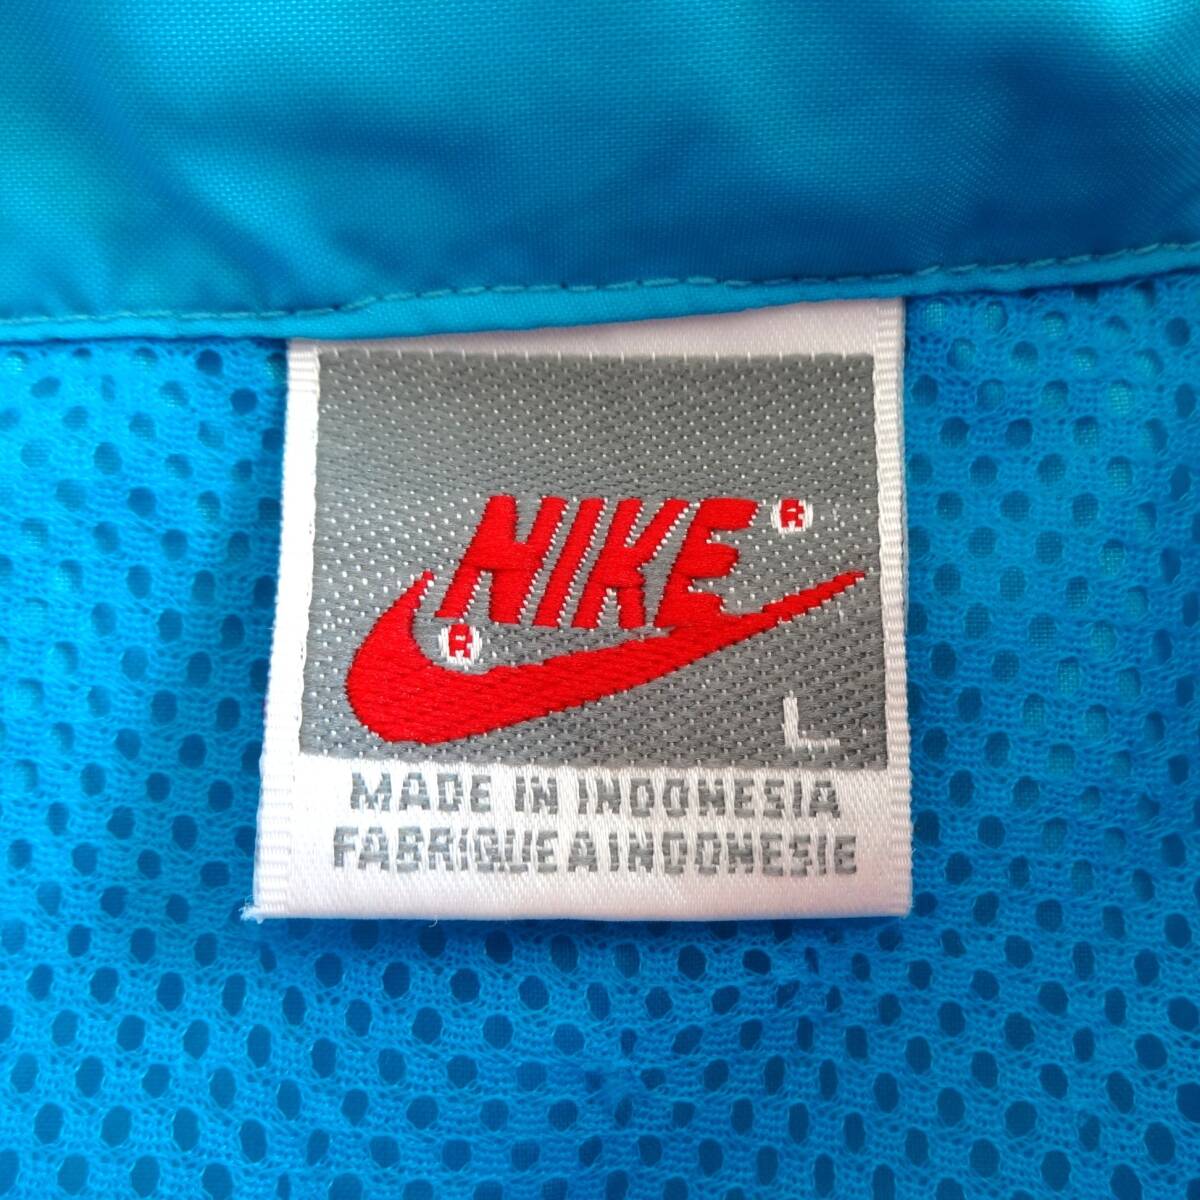 NIKE ®
®
L
MADE IN INDONESIA
FABRIQUE A INDONESIE